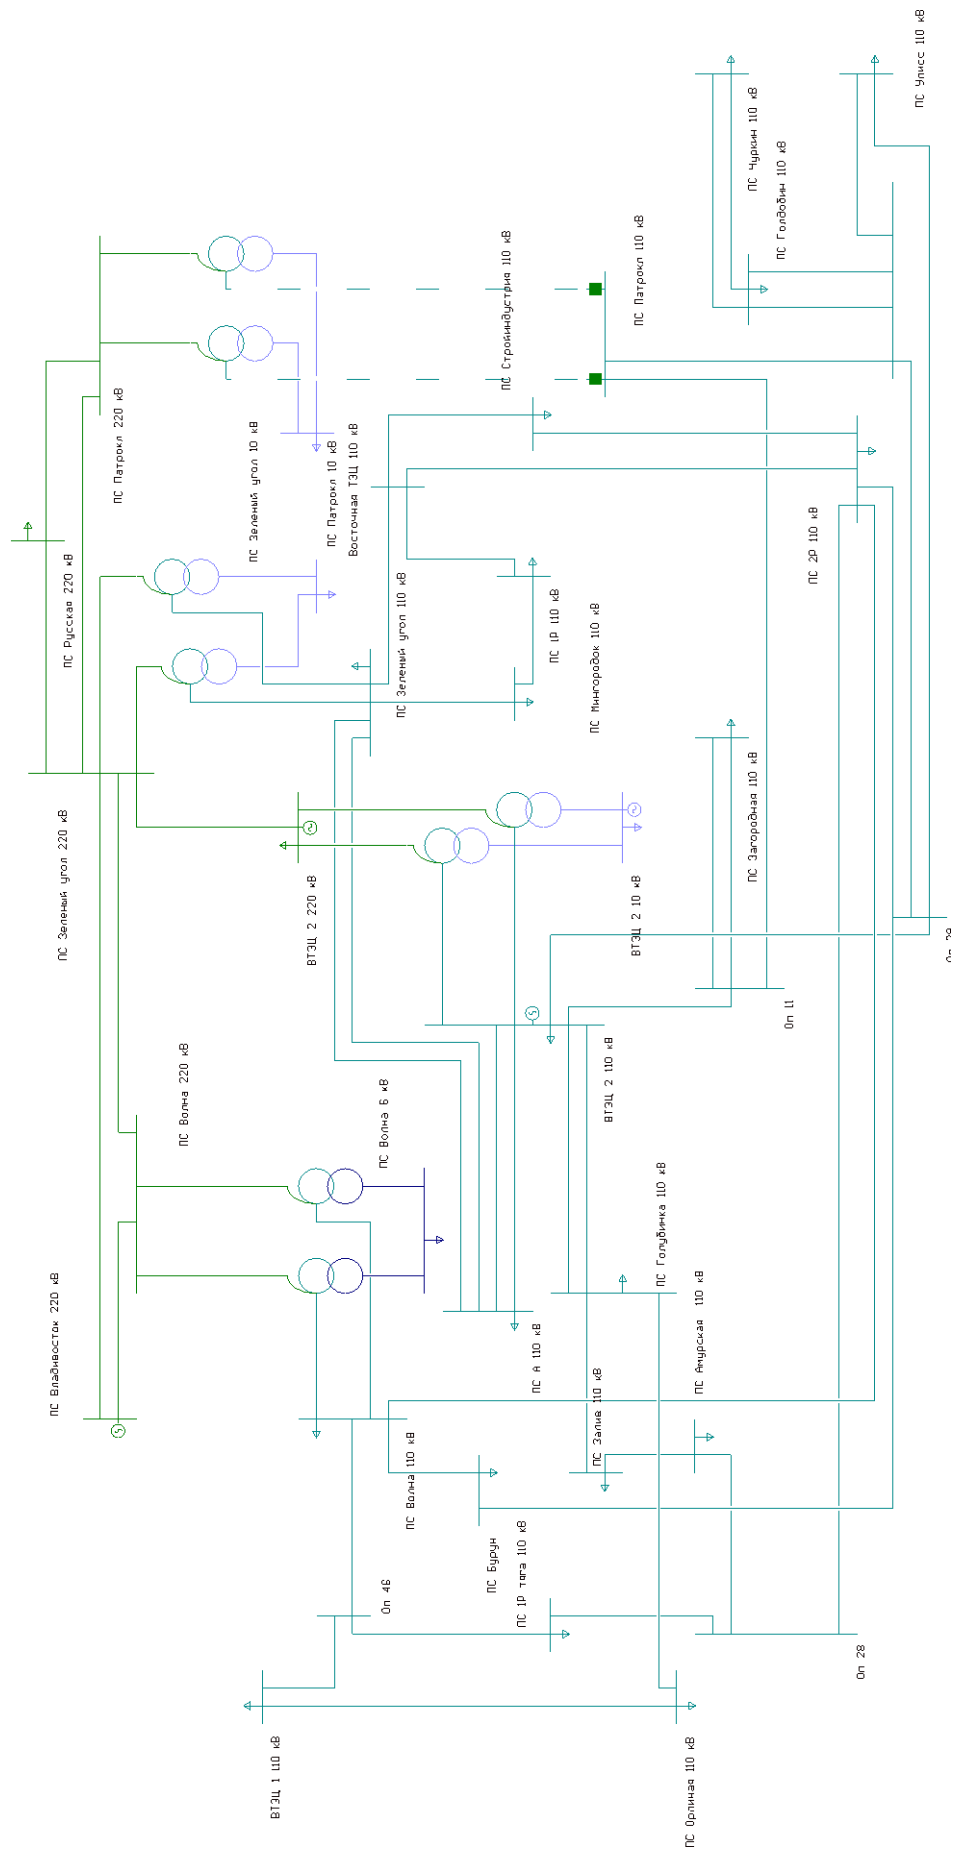 ПС Улисс 110 кВ
ПС Чуркин 110 кВ
ПС Голдобин 110 кВ
ПС Патрокл 110 кВ
ПС Стройиндустрия 110 кВ
ПС Патрокл 220 кВ
ПС Зеленый угол 10 кВ
ПС Патрокл 10 кВ
Восточная ТЭЦ 110 кВ
ПС 2Р 110 кВ
ПС Русская 220 кВ
ПС 1Р 110 кВ
ПС Зеленый угол 110 кВ
ПС Мингородок 110 кВ
ПС Загородная 110 кВ
ПС Зеленый угол 220 кВ
ВТЭЦ 2 220 кВ
ВТЭЦ 2 10 кВ
Оп 11
ПС Волна 220 кВ
ВТЭЦ 2 110 кВ
ПС Волна 6 кВ
ПС Голубинка 110 кВ
ПС Владивосток 220 кВ
ПС А 110 кВ
ПС Амурская 110 кВ
ПС Залив 110 кВ
ПС Волна 110 кВ
ПС Бурун
ПС 1Р тяга 110 кВ
Оп 46
Оп 28
ВТЭЦ 1 110 кВ
ПС Орлиная 110 кВ